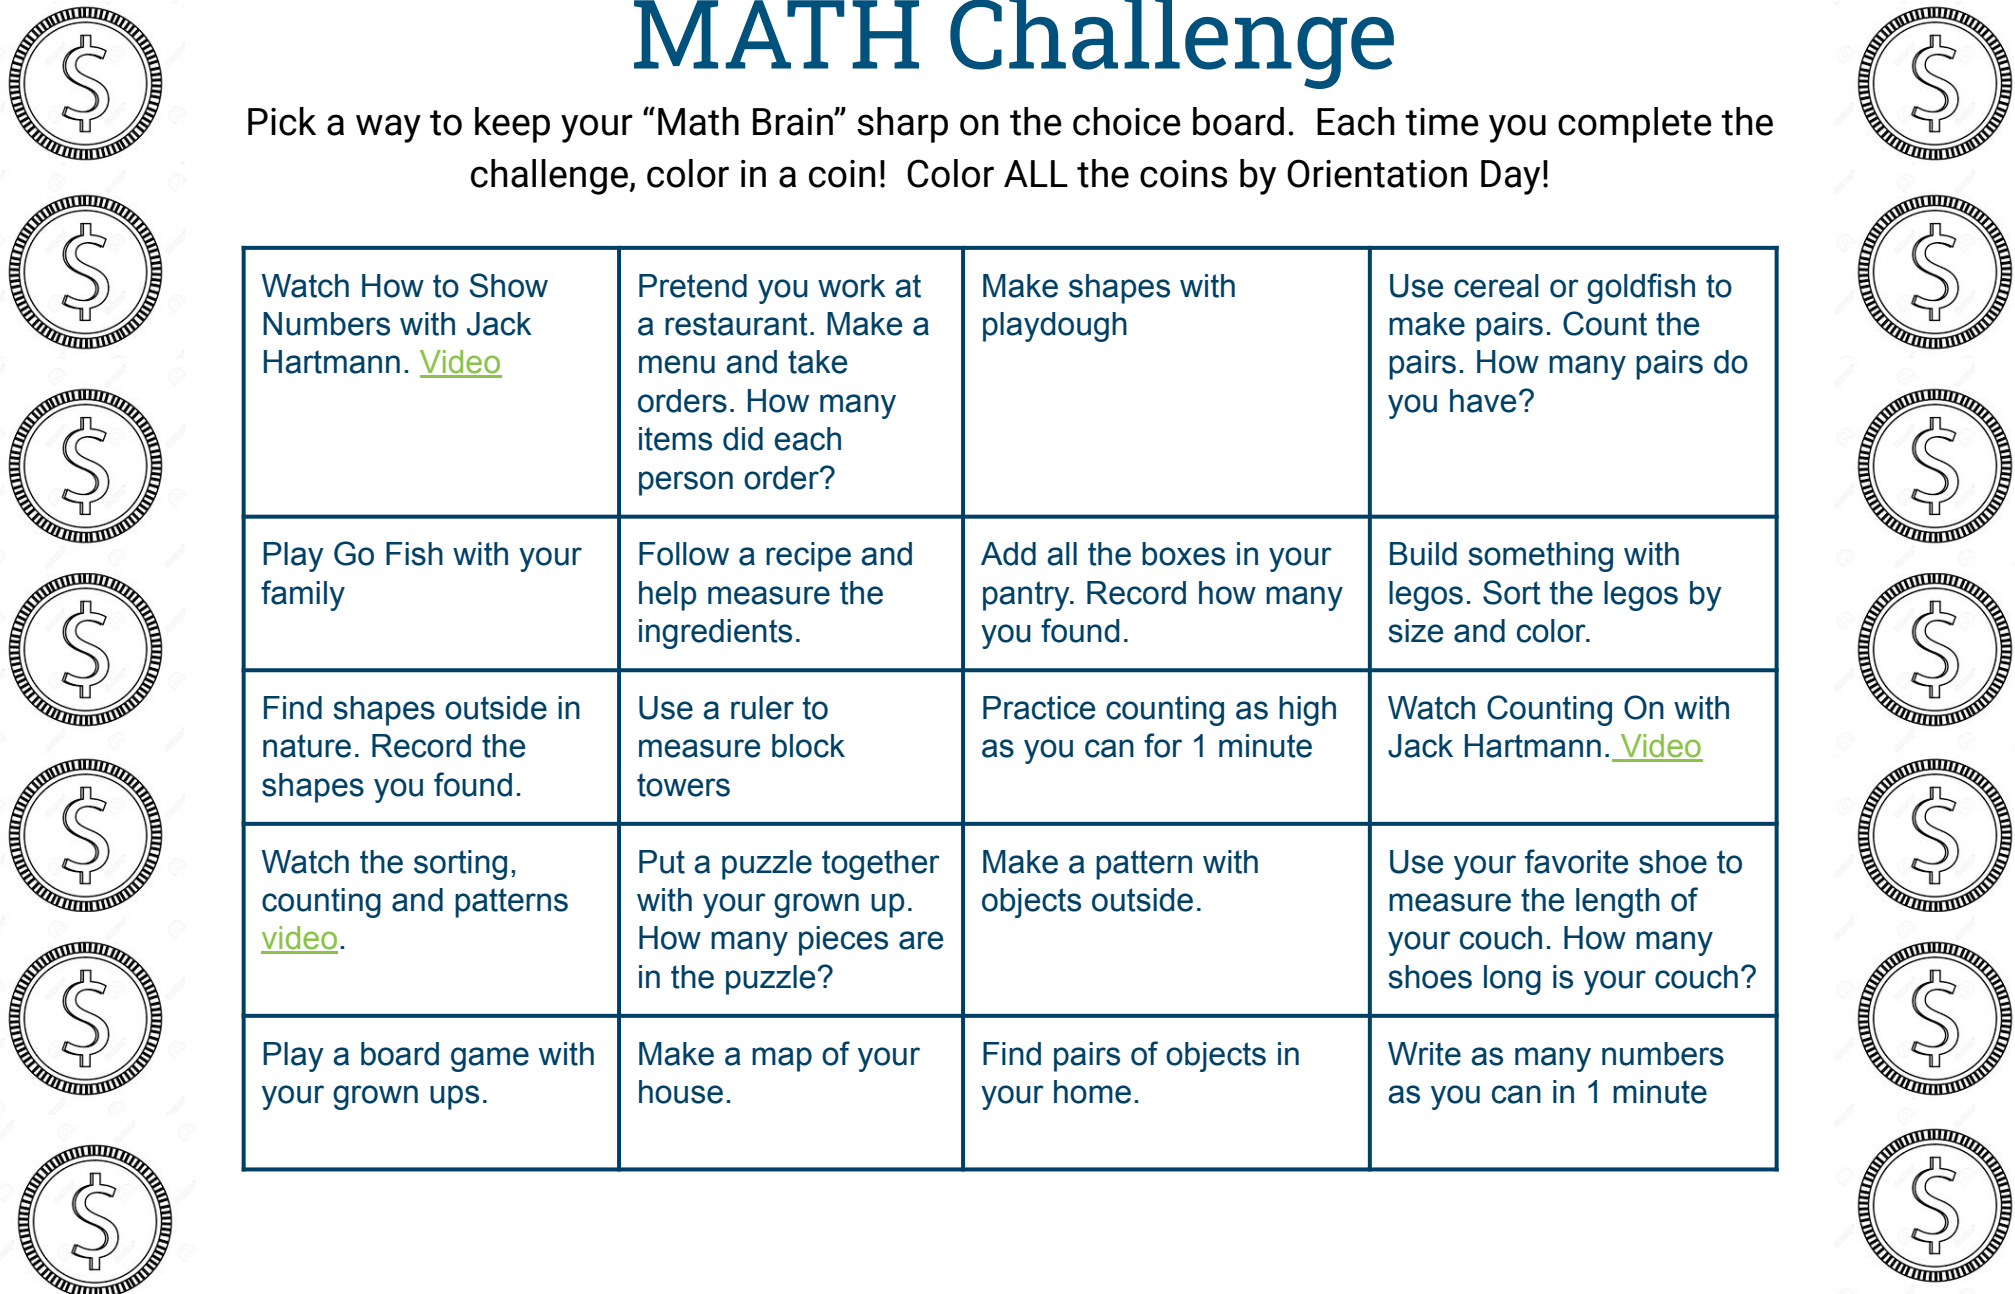 MATH Challenge
Pick a way to keep your “Math Brain” sharp on the choice board.  Each time you complete the
challenge, color in a coin!  Color ALL the coins by Orientation Day!
Watch How to Show
Numbers with Jack
Hartmann. Video
Pretend you work at
a restaurant. Make a
menu and take
orders. How many
items did each
person order?
Make shapes with
playdough
Use cereal or goldfish to
make pairs. Count the
pairs. How many pairs do
you have?
Play Go Fish with your
family
Follow a recipe and
help measure the
ingredients.
Add all the boxes in your
pantry. Record how many
you found.
Build something with
legos. Sort the legos by
size and color.
Find shapes outside in
nature. Record the
shapes you found.
Use a ruler to
measure block
towers
Practice counting as high
as you can for 1 minute
Watch Counting On with
Jack Hartmann. Video
Watch the sorting,
counting and patterns
video.
Put a puzzle together
with your grown up.
How many pieces are
in the puzzle?
Make a pattern with
objects outside.
Use your favorite shoe to
measure the length of
your couch. How many
shoes long is your couch?
Play a board game with
your grown ups.
Make a map of your
house.
Find pairs of objects in
your home.
Write as many numbers
as you can in 1 minute